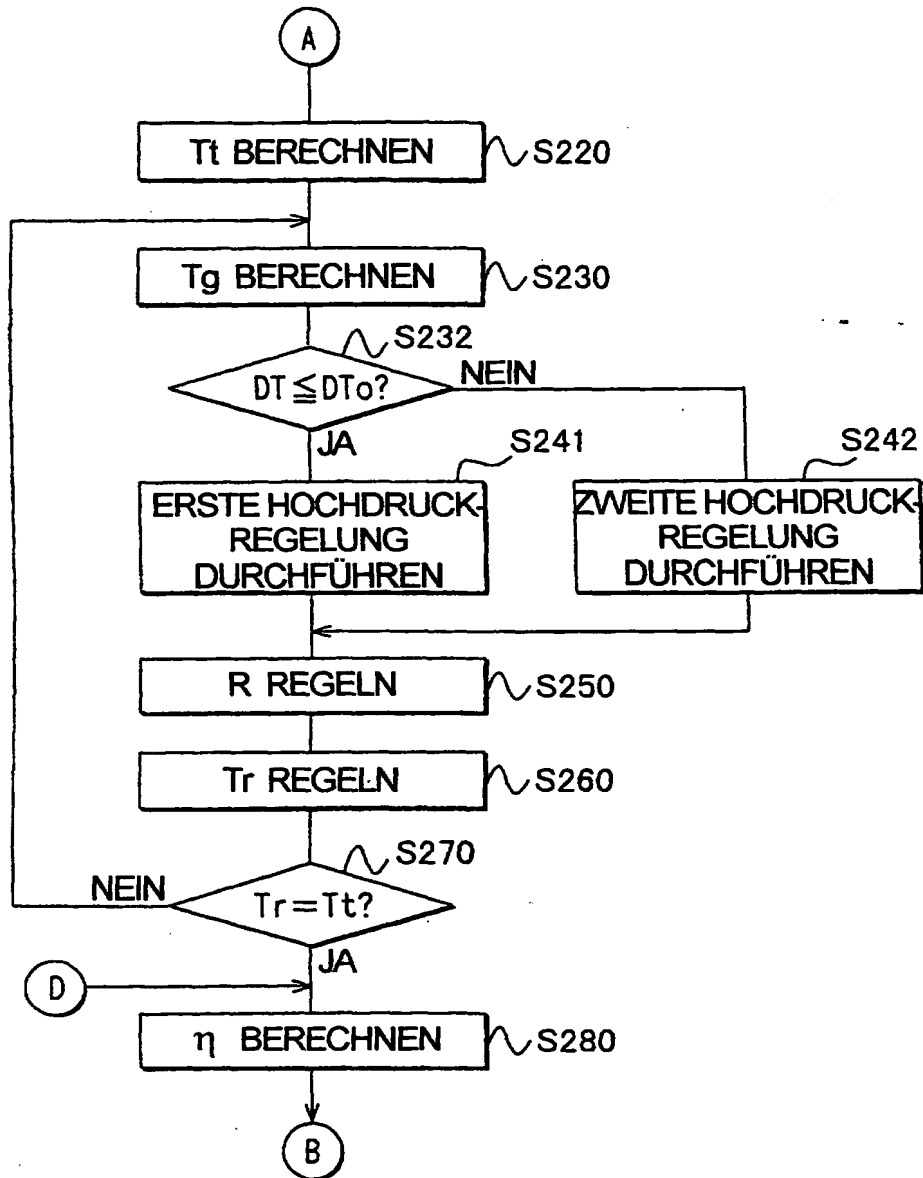 A
Tt BERECHNEN
S220
Tg BERECHNEN
S230
S232
DT≦DTo?
NEIN
JA
S241
S242
ERSTE HOCHDRUCK-
REGELUNG
DURCHFÜHREN
ZWEITE HOCHDRUCK-
REGELUNG
DURCHFÜHREN
R REGELN
S250
Tr REGELN
S260
S270
NEIN
Tr=Tt?
JA
D
η BERECHNEN
S280
B